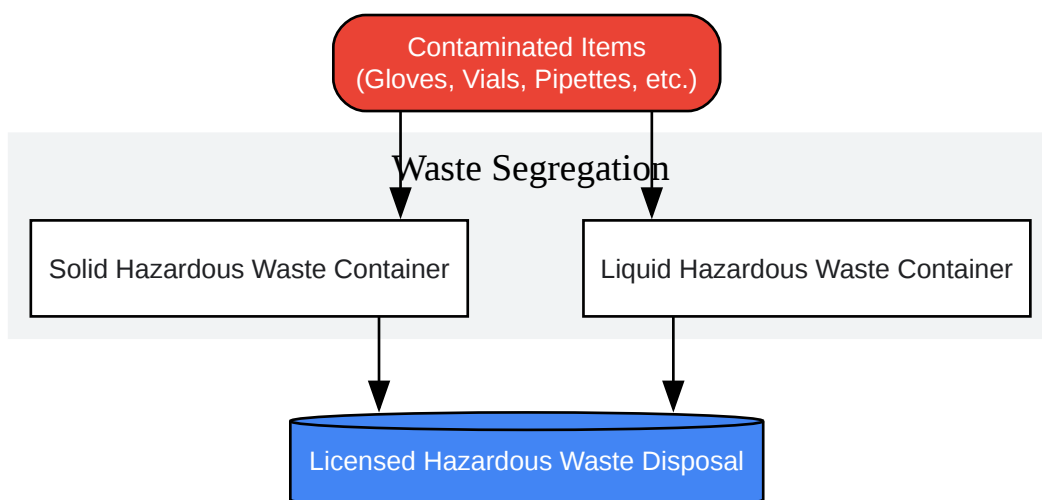 Contaminated Items
(Gloves, Vials, Pipettes, etc.)
Waste Segregation
Solid Hazardous Waste Container
Liquid Hazardous Waste Container
Licensed Hazardous Waste Disposal